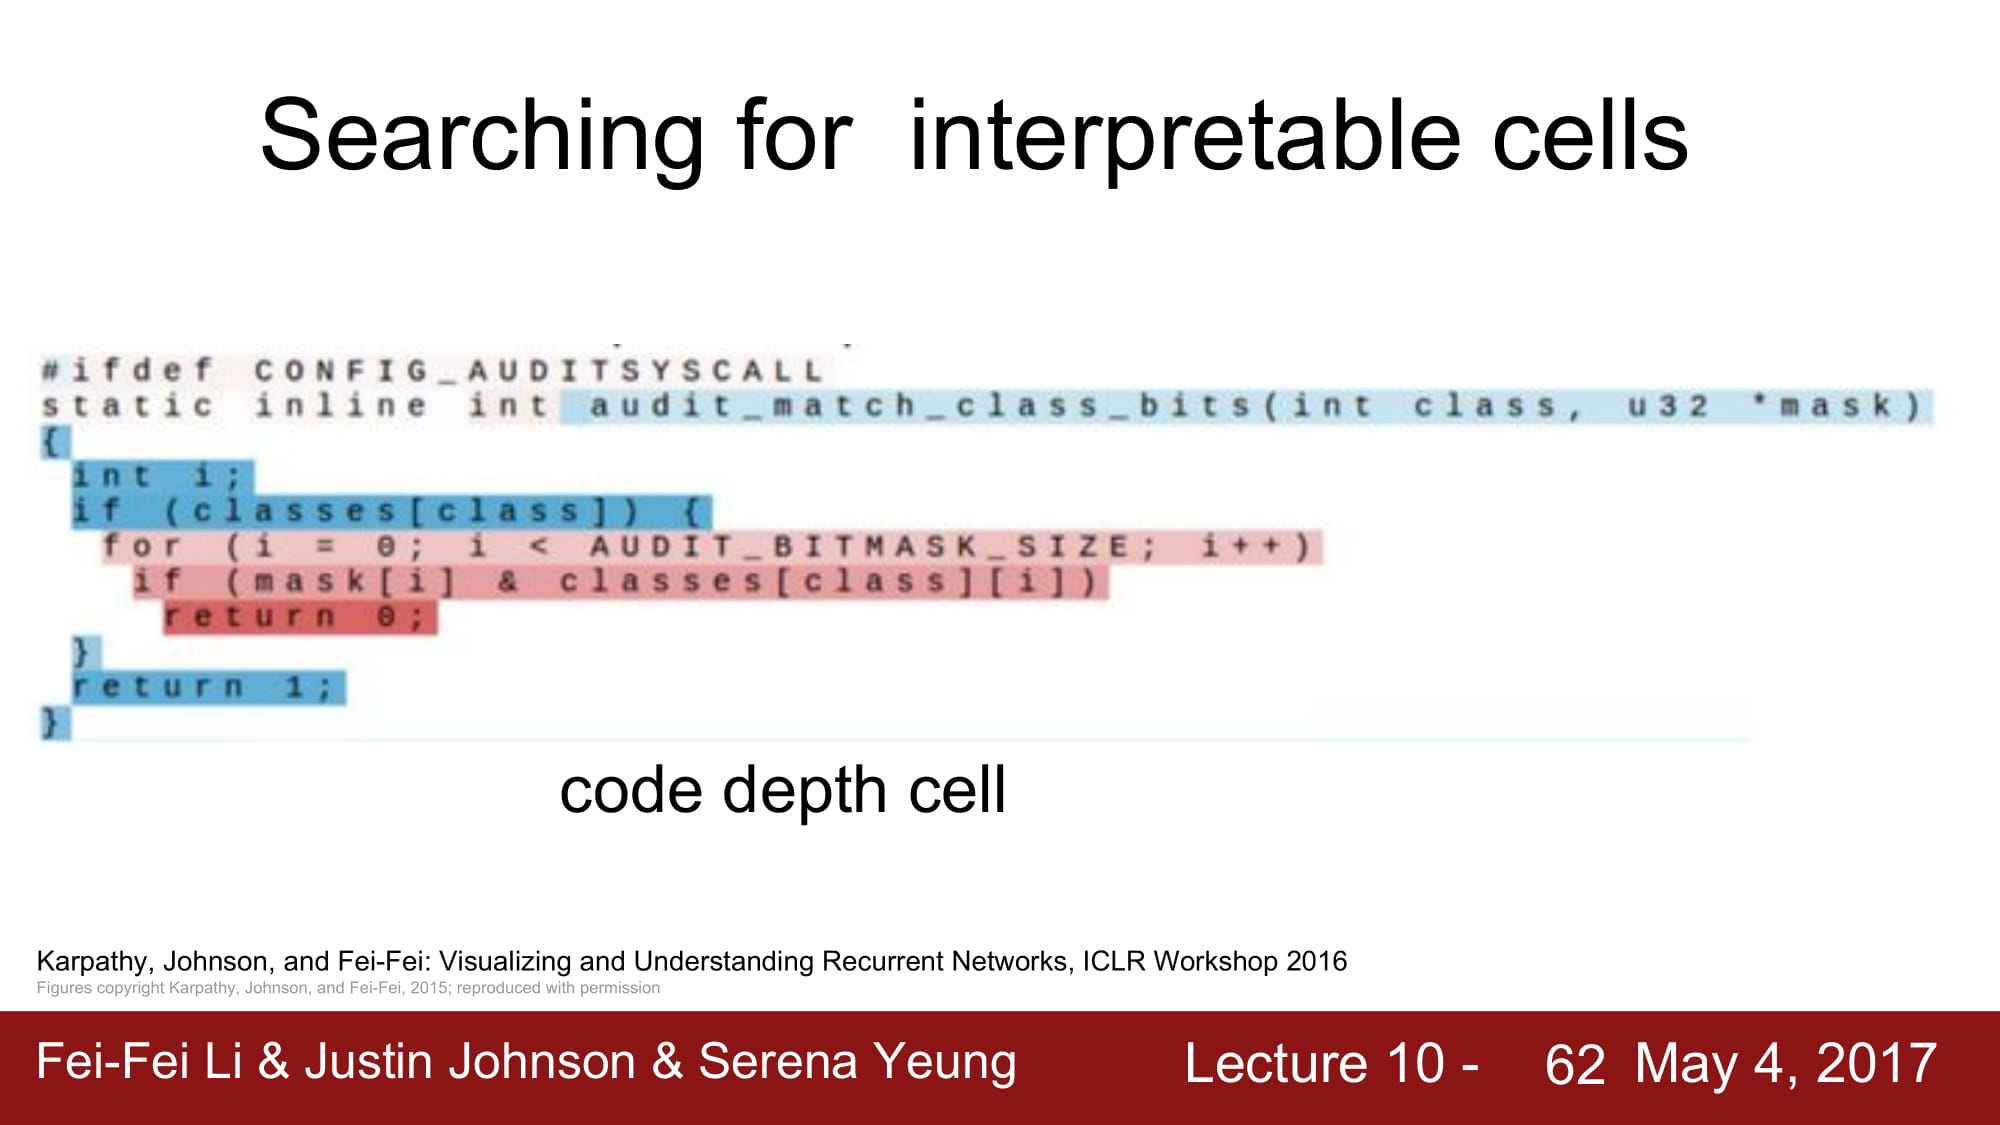 Searching for  interpretable cells
#ifdef CONFIG_AUDITSYSCALL
static inline int audit_match_class_bits(int class, u32 *mask)
{
int i;
if (classes[class]) {
for (i = 0; i < AUDIT_BITMASK_SIZE; i++)
if (mask[i] & classes[class][i])
return 0;
}
return 1;
}
code depth cell
Karpathy, Johnson, and Fei-Fei: Visualizing and Understanding Recurrent Networks, ICLR Workshop 2016
Figures copyright Karpathy, Johnson, and Fei-Fei, 2015; reproduced with permission
Fei-Fei Li & Justin Johnson & Serena Yeung Lecture 10 - 62 May 4, 2017